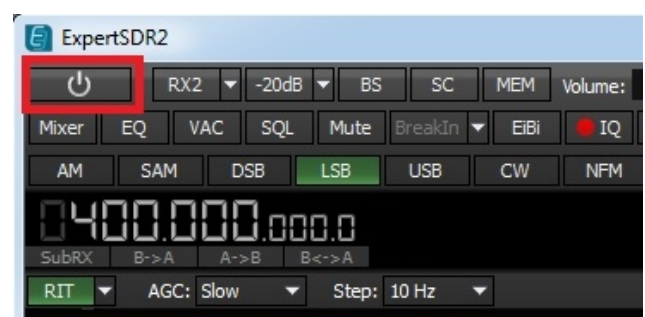 ExpertSDR2
RX2 -20dB BS SC MEM Volume:
Mixer EQ VAC SQL Mute BreakIn EiBi IQ
AM SAM DSB LSB USB CW NFM
400.000.000.0
SubRX B->A A->B B<->A
RIT AGC: Slow Step: 10 Hz